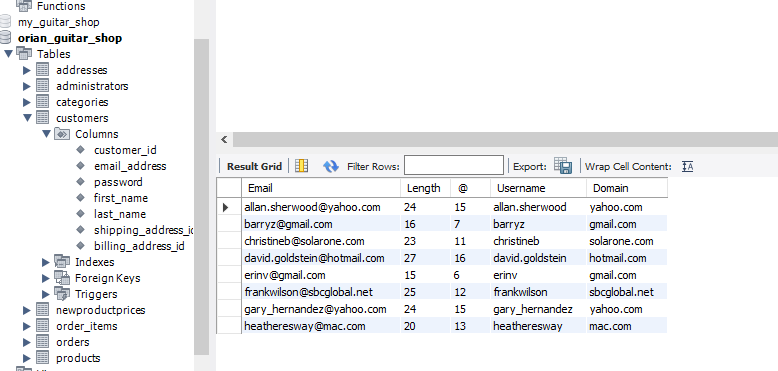 Functions
my_guitar_shop
orian_guitar_shop
Tables
addresses
administrators
categories
customers
Columns
customer_id
email_address
password
first_name
last_name
shipping_address_id
billing_address_id
Indexes
Foreign Keys
Triggers
newproductprices
order_items
orders
products
Result Grid Filter Rows: Export: Wrap Cell Content: IA
Email Length @ Username Domain
allan.sherwood@yahoo.com 24 15 allan.sherwood yahoo.com
barryz@gmail.com 16 7 barryz gmail.com
christineb@solarone.com 23 11 christineb solarone.com
david.goldstein@hotmail.com 27 16 david.goldstein hotmail.com
erinv@gmail.com 15 6 erinv gmail.com
frankwilson@sbcglobal.net 25 12 frankwilson sbcglobal.net
gary_hernandez@yahoo.com 24 15 gary_hernandez yahoo.com
heatheresway@mac.com 20 13 heatheresway mac.com